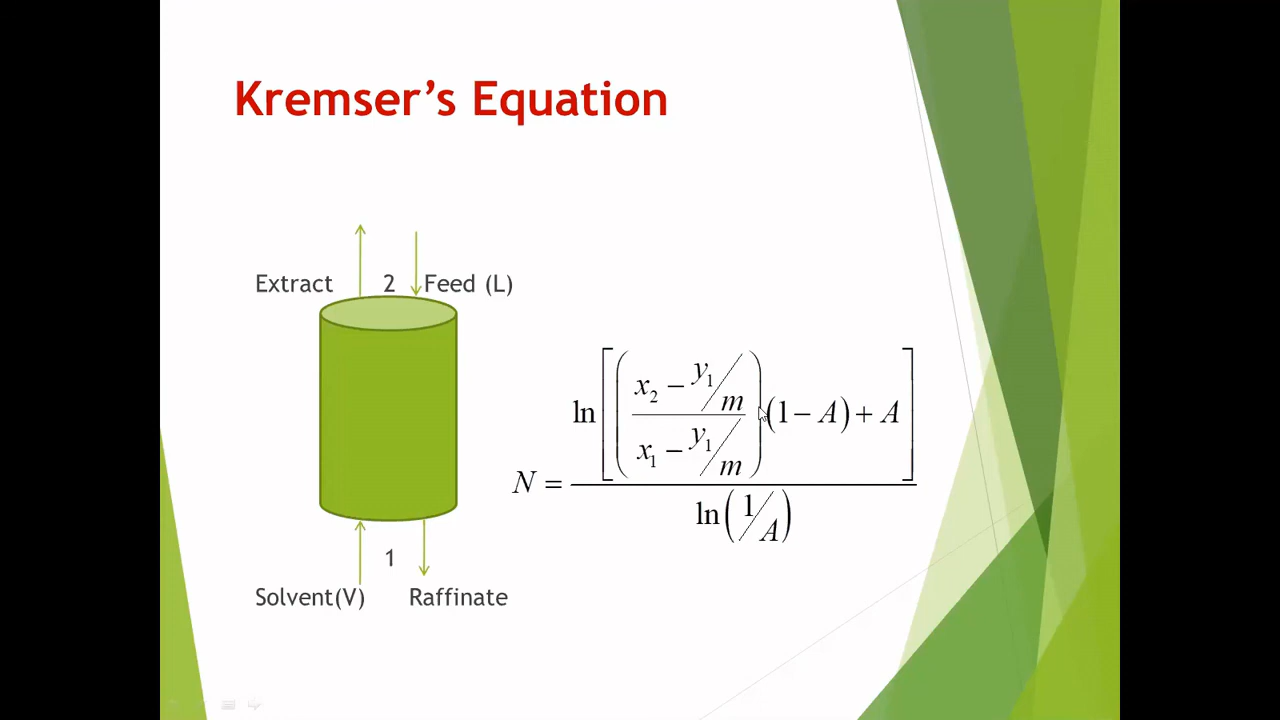 Kremser’s Equation
Extract 2 Feed (L)
N = ln[((x₂ − y₁/m)/(x₁ − y₁/m))(1 − A) + A] / ln(1/A)
1
Solvent(V) Raffinate